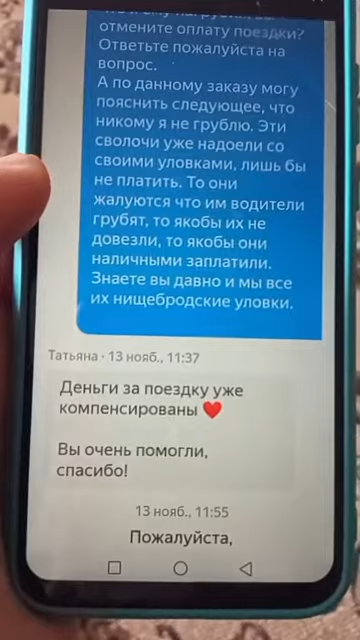 отмените оплату поездки?
Ответьте пожалуйста на
вопрос.
А по данному заказу могу
пояснить следующее, что
никому я не грублю. Эти
сволочи уже надоели со
своими уловками, лишь бы
не платить. То они
жалуются что им водители
грубят, то якобы их не
довезли, то якобы они
наличными заплатили.
Знаете вы давно и мы все
их нищебродские уловки.
Татьяна · 13 нояб., 11:37
Деньги за поездку уже
компенсированы ❤️
Вы очень помогли,
спасибо!
13 нояб., 11:55
Пожалуйста,